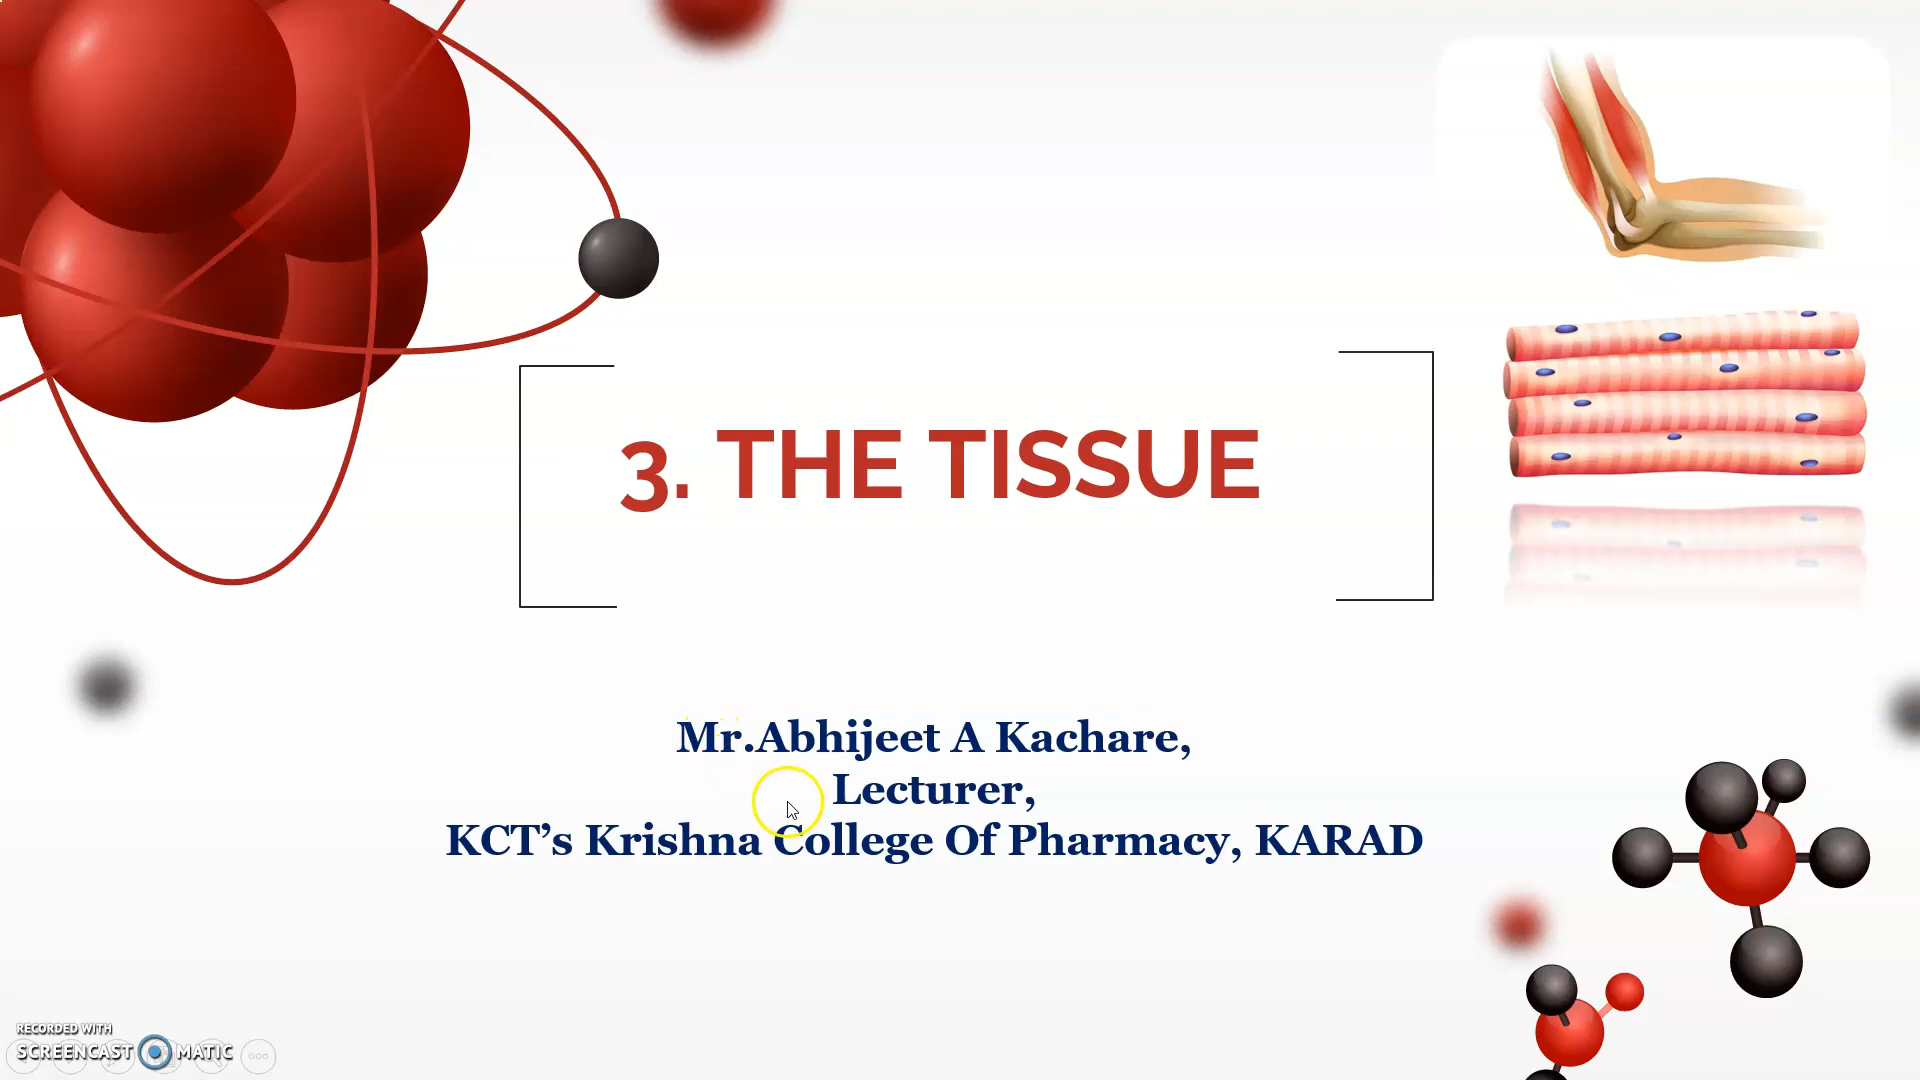 3. THE TISSUE
Mr.Abhijeet A Kachare,
Lecturer,
KCT’s Krishna College Of Pharmacy, KARAD
RECORDED WITH
SCREENCAST MATIC